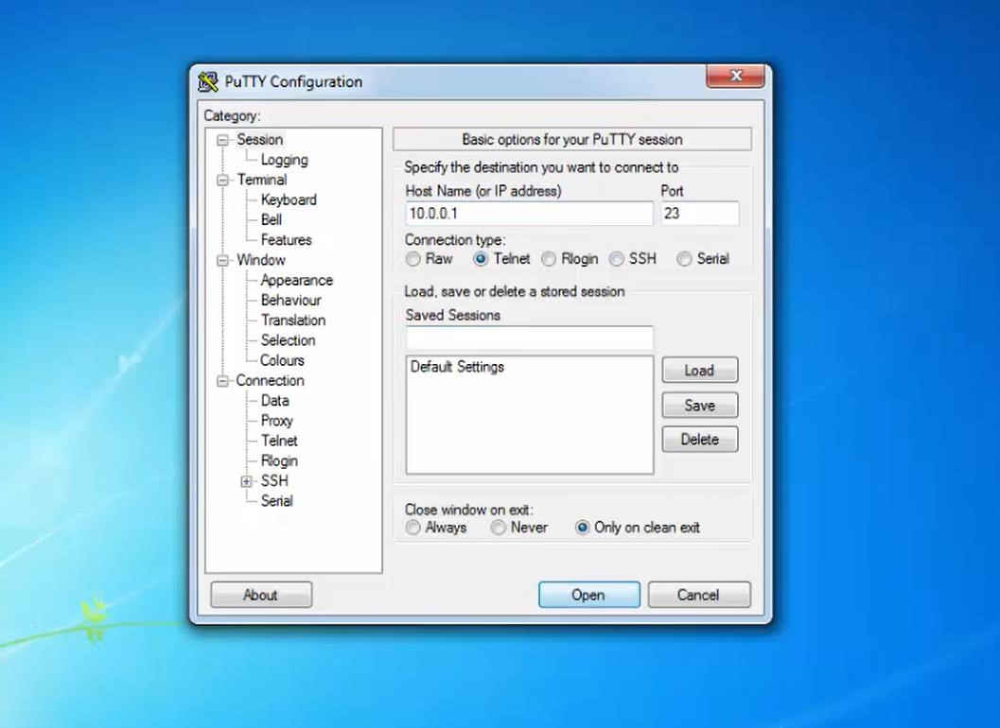 PuTTY Configuration
Category:
Session
Logging
Terminal
Keyboard
Bell
Features
Window
Appearance
Behaviour
Translation
Selection
Colours
Connection
Data
Proxy
Telnet
Rlogin
SSH
Serial
Basic options for your PuTTY session
Specify the destination you want to connect to
Host Name (or IP address) Port
10.0.0.1 23
Connection type:
Raw Telnet Rlogin SSH Serial
Load, save or delete a stored session
Saved Sessions
Default Settings
Load
Save
Delete
Close window on exit:
Always Never Only on clean exit
About Open Cancel